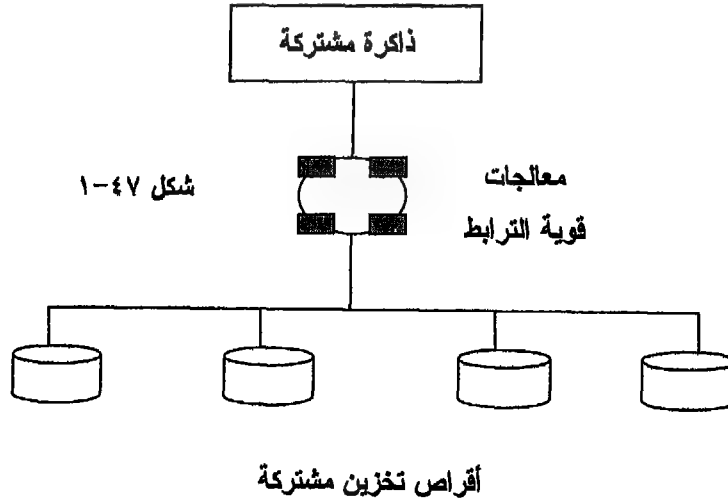 ذاكرة مشتركة
معالجات
قوية الترابط
شكل ٤٧-١
أقراص تخزين مشتركة